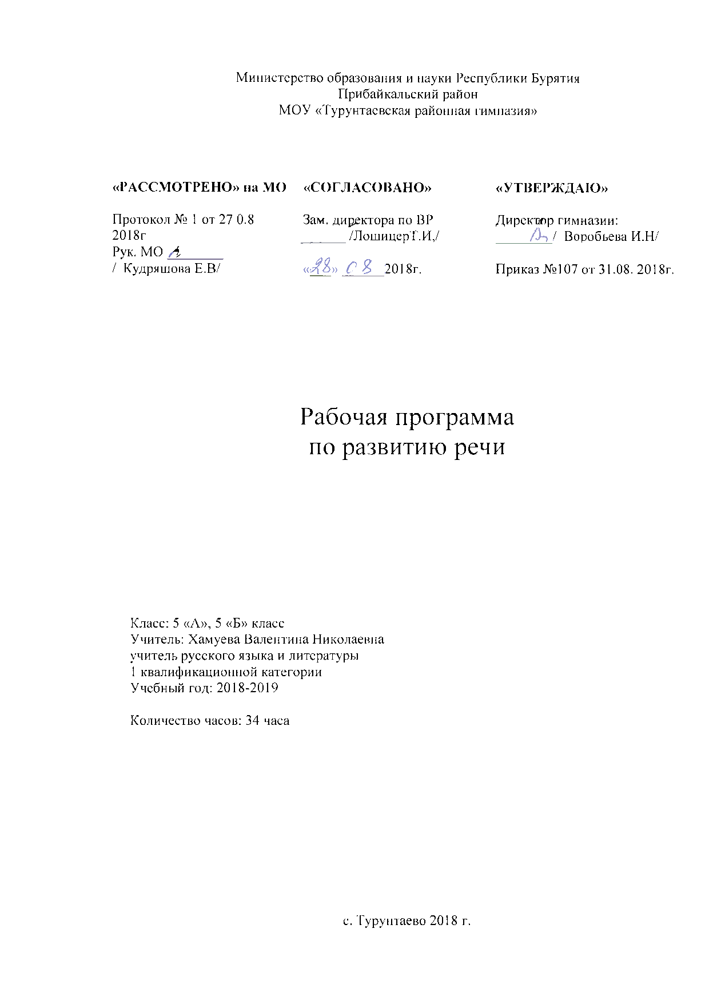 Министерство образования и науки Республики Бурятия
Прибайкальский район
МОУ «Турунтаевская районная гимназия»
«РАССМОТРЕНО» на МО
Протокол № 1 от 27 0.8
2018г
Рук. МО
/ Кудряшова Е.В/
«СОГЛАСОВАНО»
Зам. директора по ВР
/ЛошицерТ.И,/
«28» 08 2018г.
«УТВЕРЖДАЮ»
Директор гимназии:
/ Воробьева И.Н/
Приказ №107 от 31.08. 2018г.
Рабочая программа
по развитию речи
Класс: 5 «А», 5 «Б» класс
Учитель: Хамуева Валентина Николаевна
учитель русского языка и литературы
1 квалификационной категории
Учебный год: 2018-2019
Количество часов: 34 часа
с. Турунтаево 2018 г.